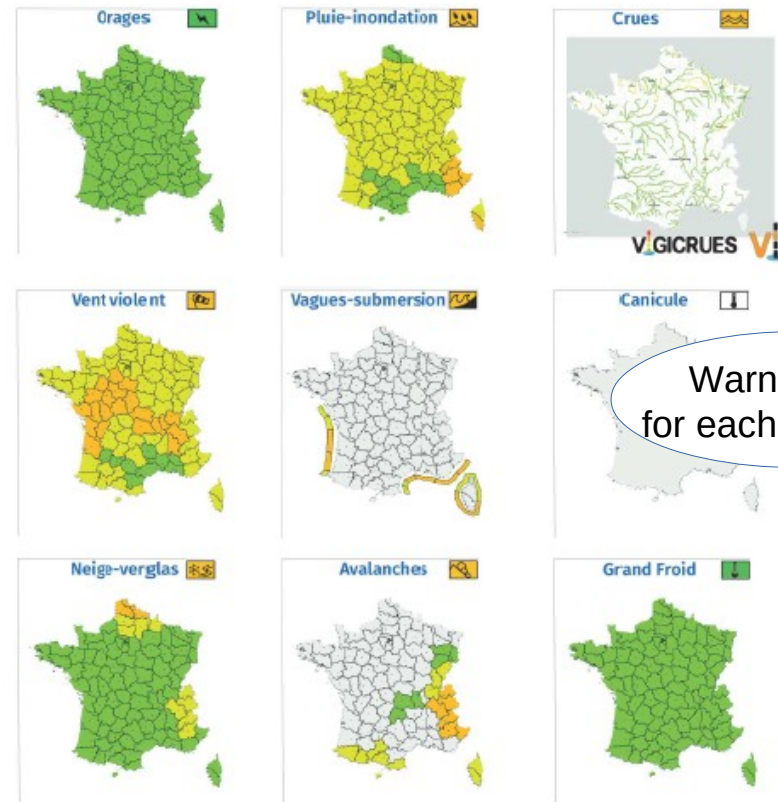 Orages
Pluie-inondation
Crues
VIGICRUES
Vent violent
Vagues-submersion
Canicule
Warn
for each
Neige-verglas
Avalanches
Grand Froid